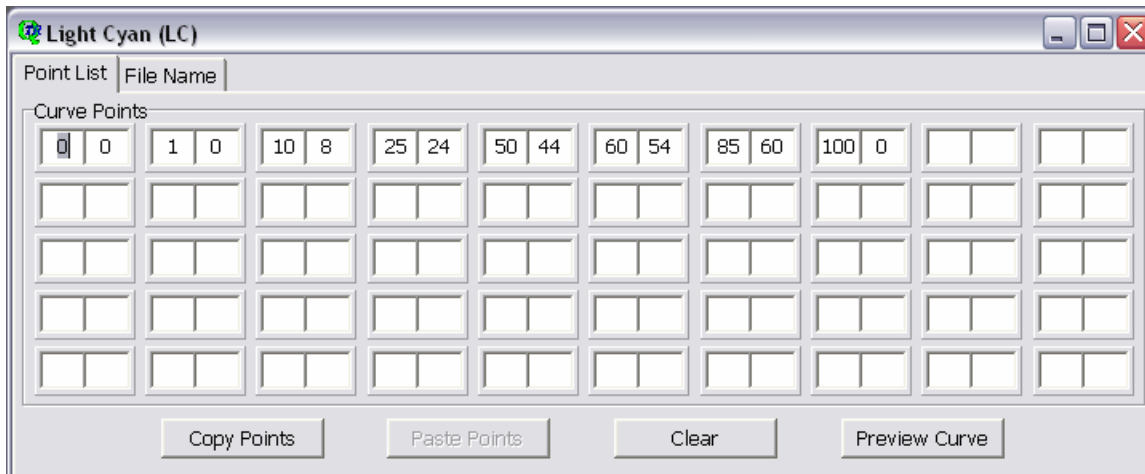 Light Cyan (LC)
Point List File Name
Curve Points
0 0 1 0 10 8 25 24 50 44 60 54 85 60 100 0
Copy Points Paste Points Clear Preview Curve